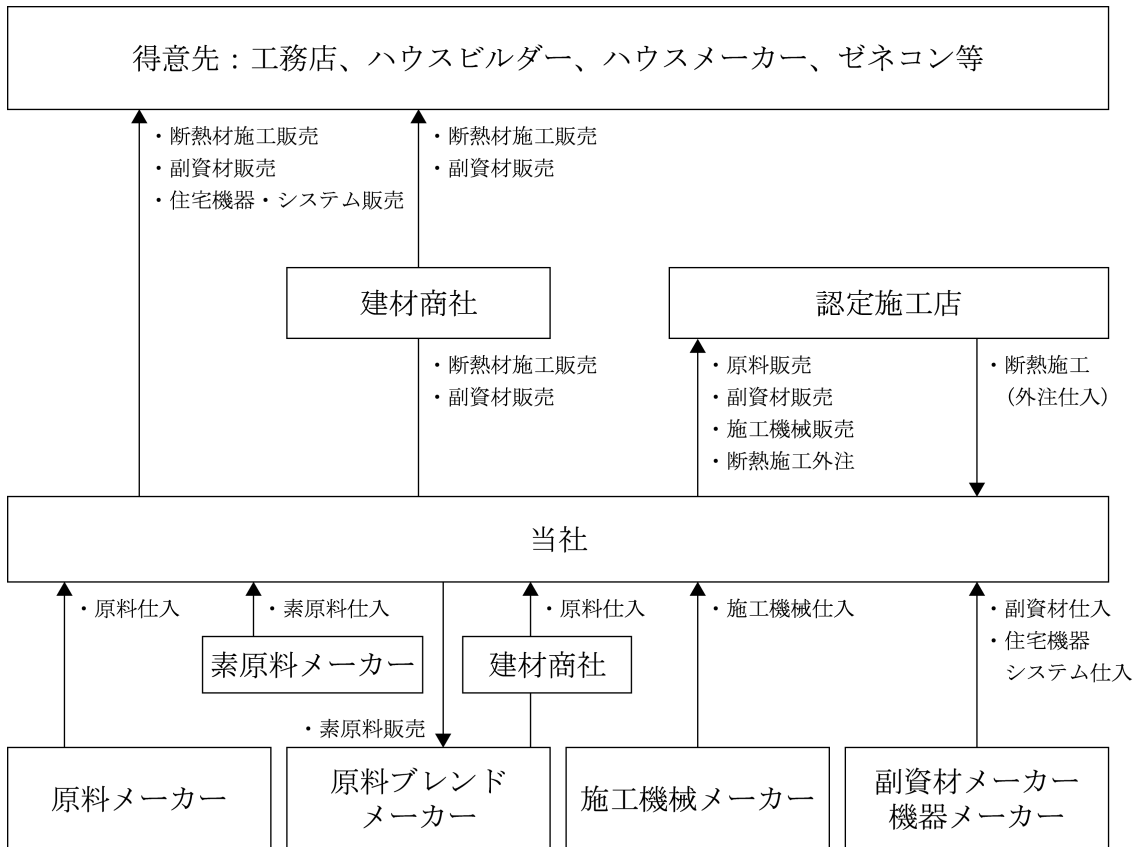 得意先：工務店、ハウスビルダー、ハウスメーカー、ゼネコン等
・断熱材施工販売
・副資材販売
・住宅機器・システム販売
・断熱材施工販売
・副資材販売
建材商社
認定施工店
・断熱材施工販売
・副資材販売
・原料販売
・副資材販売
・施工機械販売
・断熱施工外注
・断熱施工
（外注仕入）
当社
・原料仕入
・素原料仕入
・原料仕入
・施工機械仕入
・副資材仕入
・住宅機器
システム仕入
素原料メーカー
建材商社
・素原料販売
原料メーカー
原料ブレンド
メーカー
施工機械メーカー
副資材メーカー
機器メーカー